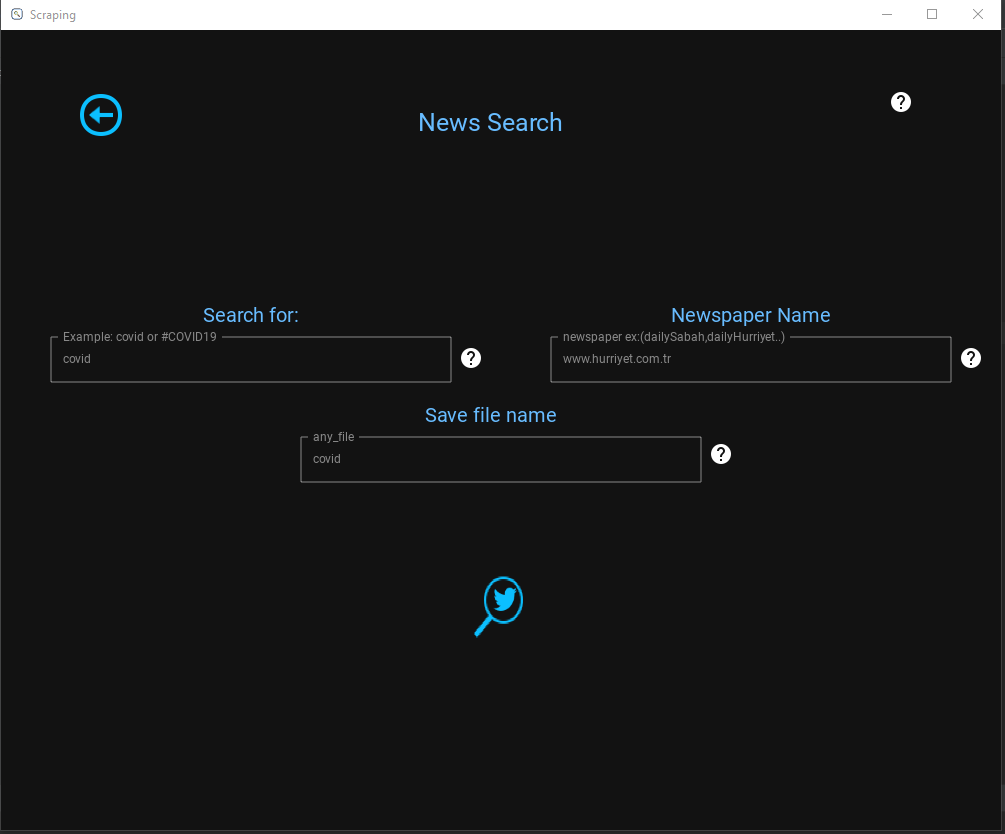 Scraping
News Search
Search for:
Newspaper Name
Example: covid or #COVID19
newspaper ex:(dailySabah,dailyHurriyet..)
covid
www.hurriyet.com.tr
Save file name
any_file
covid